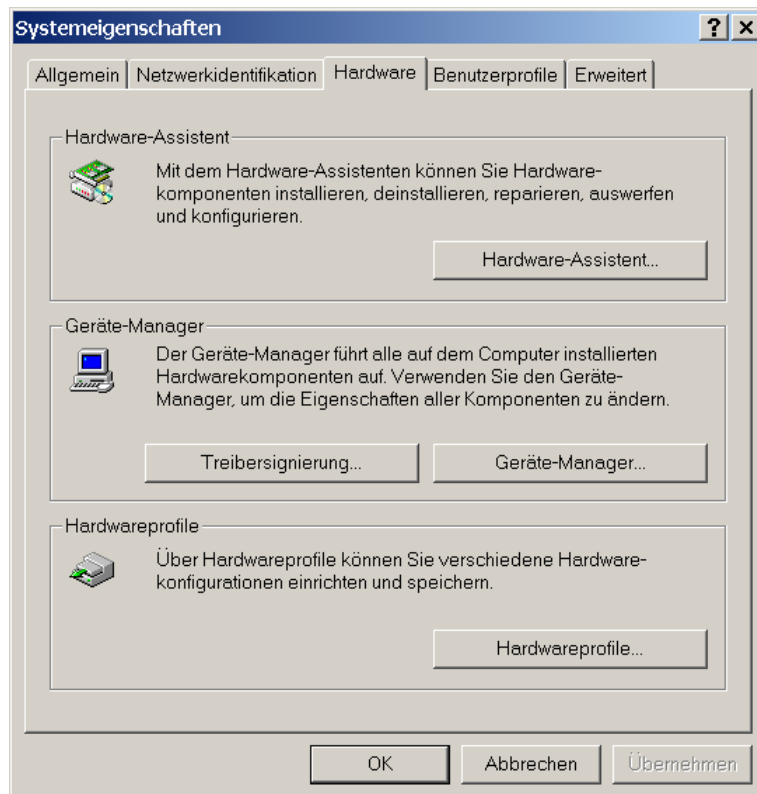 Systemeigenschaften
Allgemein Netzwerkidentifikation Hardware Benutzerprofile Erweitert
Hardware-Assistent
Mit dem Hardware-Assistenten können Sie Hardware-
komponenten installieren, deinstallieren, reparieren, auswerfen
und konfigurieren.
Hardware-Assistent...
Geräte-Manager
Der Geräte-Manager führt alle auf dem Computer installierten
Hardwarekomponenten auf. Verwenden Sie den Geräte-
Manager, um die Eigenschaften aller Komponenten zu ändern.
Treibersignierung... Geräte-Manager...
Hardwareprofile
Über Hardwareprofile können Sie verschiedene Hardware-
konfigurationen einrichten und speichern.
Hardwareprofile...
OK Abbrechen Übernehmen